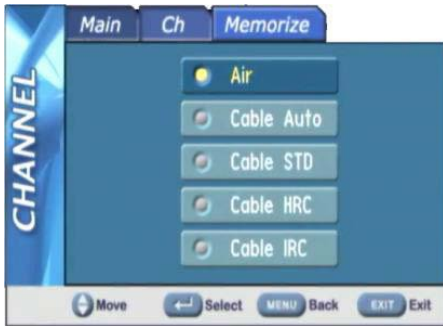 Main Ch Memorize
CHANNEL
Air
Cable Auto
Cable STD
Cable HRC
Cable IRC
Move Select MENU Back EXIT Exit